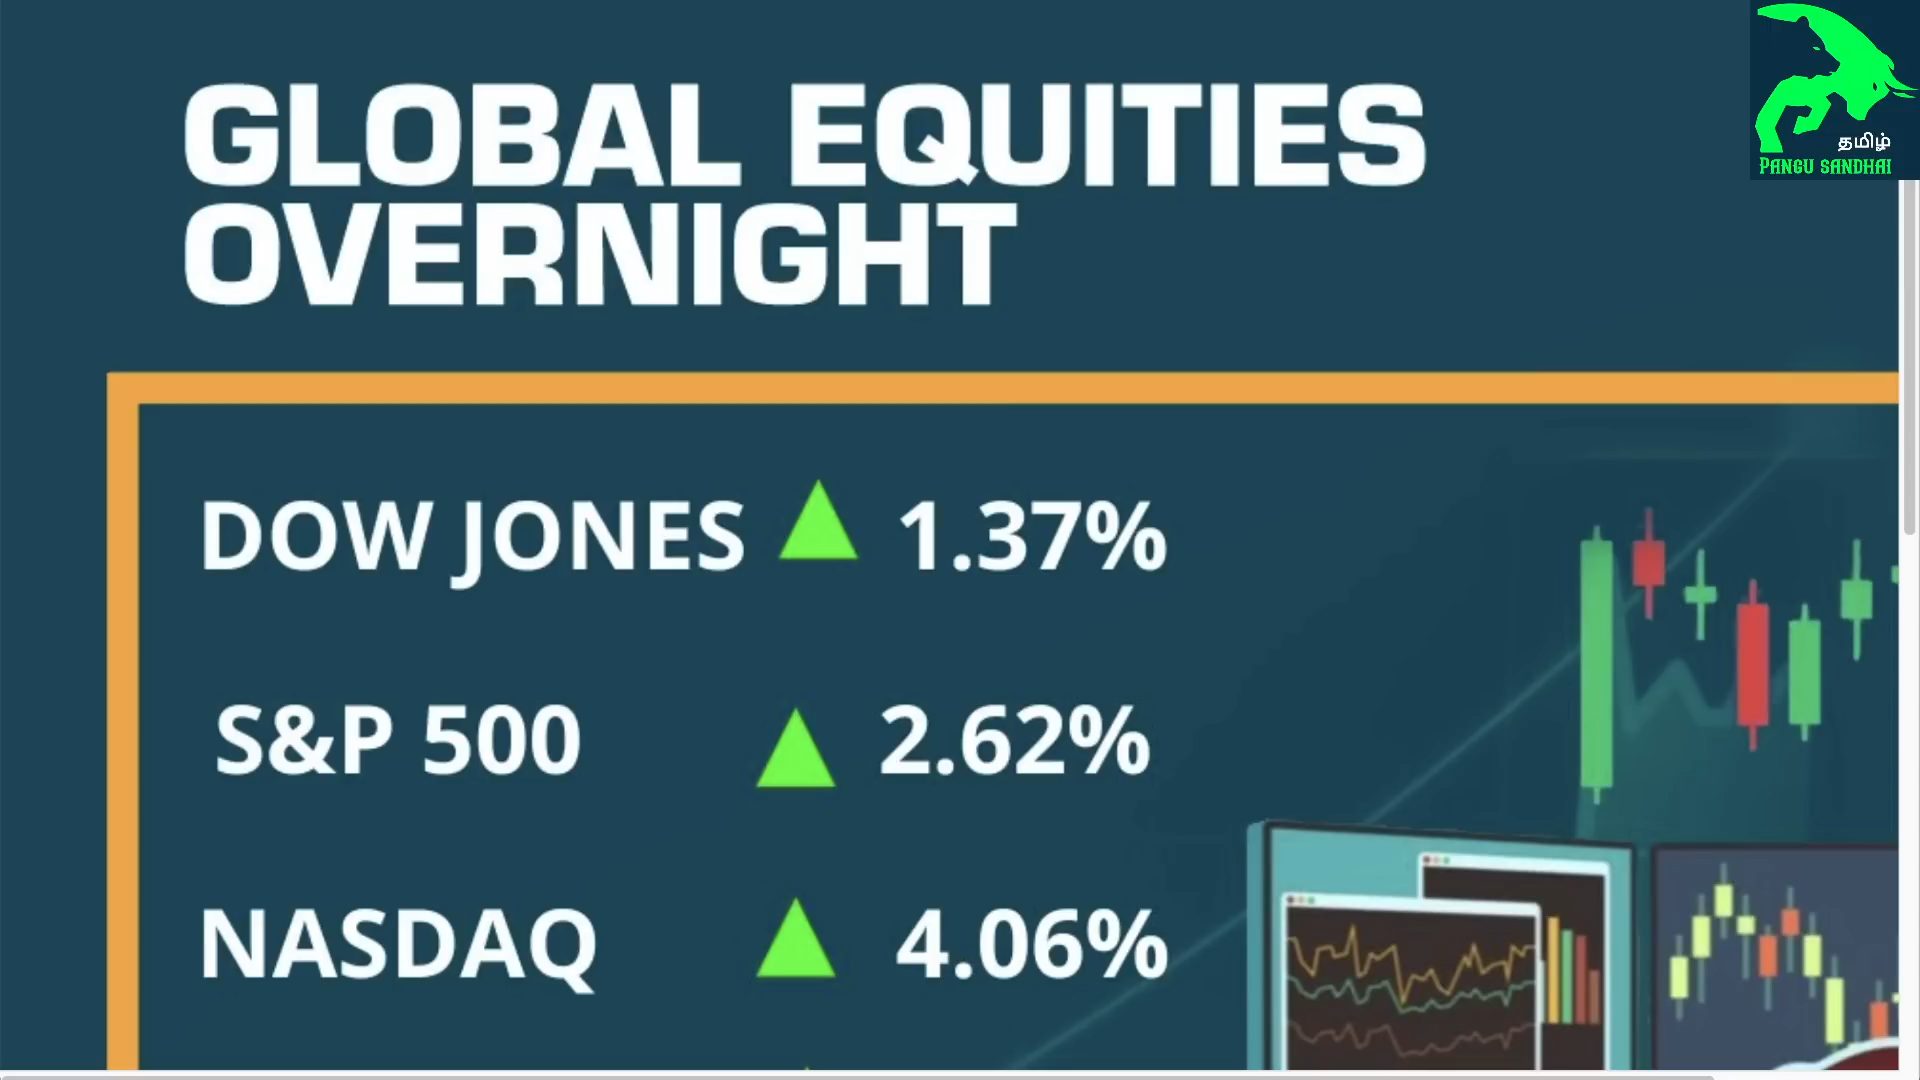 GLOBAL EQUITIES
OVERNIGHT
தமிழ்
PANGU SANDHAI
DOW JONES ▲ 1.37%
S&P 500 ▲ 2.62%
NASDAQ ▲ 4.06%